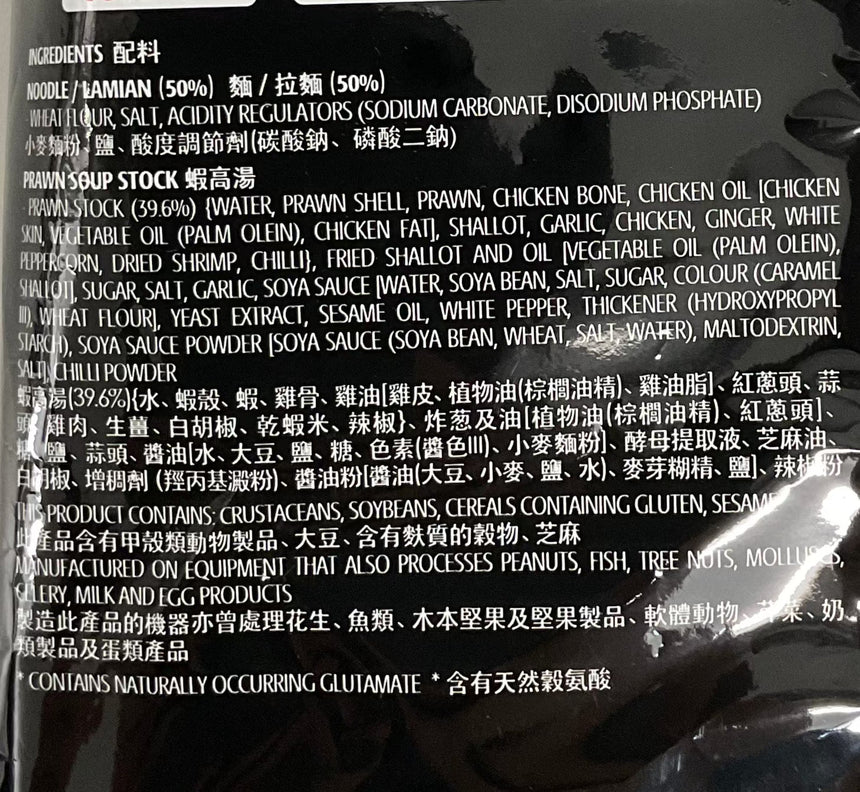 INGREDIENTS 配料
NOODLE / LAMIAN (50%) 麵 / 拉麵 (50%)
WHEAT FLOUR, SALT, ACIDITY REGULATORS (SODIUM CARBONATE, DISODIUM PHOSPHATE)
小麥麵粉、鹽、酸度調節劑(碳酸鈉、磷酸二鈉)
PRAWN SOUP STOCK 蝦高湯
PRAWN STOCK (39.6%) {WATER, PRAWN SHELL, PRAWN, CHICKEN BONE, CHICKEN OIL [CHICKEN
SKIN, VEGETABLE OIL (PALM OLEIN), CHICKEN FAT], SHALLOT, GARLIC, CHICKEN, GINGER, WHITE
PEPPERCORN, DRIED SHRIMP, CHILLI}, FRIED SHALLOT AND OIL [VEGETABLE OIL (PALM OLEIN),
SHALLOT], SUGAR, SALT, GARLIC, SOYA SAUCE [WATER, SOYA BEAN, SALT, SUGAR, COLOUR (CARAMEL
III), WHEAT FLOUR], YEAST EXTRACT, SESAME OIL, WHITE PEPPER, THICKENER (HYDROXYPROPYL
STARCH), SOYA SAUCE POWDER [SOYA SAUCE (SOYA BEAN, WHEAT, SALT, WATER), MALTODEXTRIN,
SALT], CHILLI POWDER
蝦高湯(39.6%){水、蝦殼、蝦、雞骨、雞油[雞皮、植物油(棕櫚油精)、雞油脂]、紅蔥頭、蒜
頭、雞肉、生薑、白胡椒、乾蝦米、辣椒}、炸葱及油[植物油(棕櫚油精)、紅蔥頭]、
糖、鹽、蒜頭、醬油[水、大豆、鹽、糖、色素(醬色III)、小麥麵粉]、酵母提取液、芝麻油、
白胡椒、增稠劑 (羥丙基澱粉)、醬油粉[醬油(大豆、小麥、鹽、水)、麥芽糊精、鹽]、辣椒粉
THIS PRODUCT CONTAINS: CRUSTACEANS, SOYBEANS, CEREALS CONTAINING GLUTEN, SESAME
此產品含有甲殼類動物製品、大豆、含有麩質的穀物、芝麻
MANUFACTURED ON EQUIPMENT THAT ALSO PROCESSES PEANUTS, FISH, TREE NUTS, MOLLUSCS,
CELERY, MILK AND EGG PRODUCTS
製造此產品的機器亦曾處理花生、魚類、木本堅果及堅果製品、軟體動物、芹菜、奶
類製品及蛋類產品
* CONTAINS NATURALLY OCCURRING GLUTAMATE * 含有天然穀氨酸